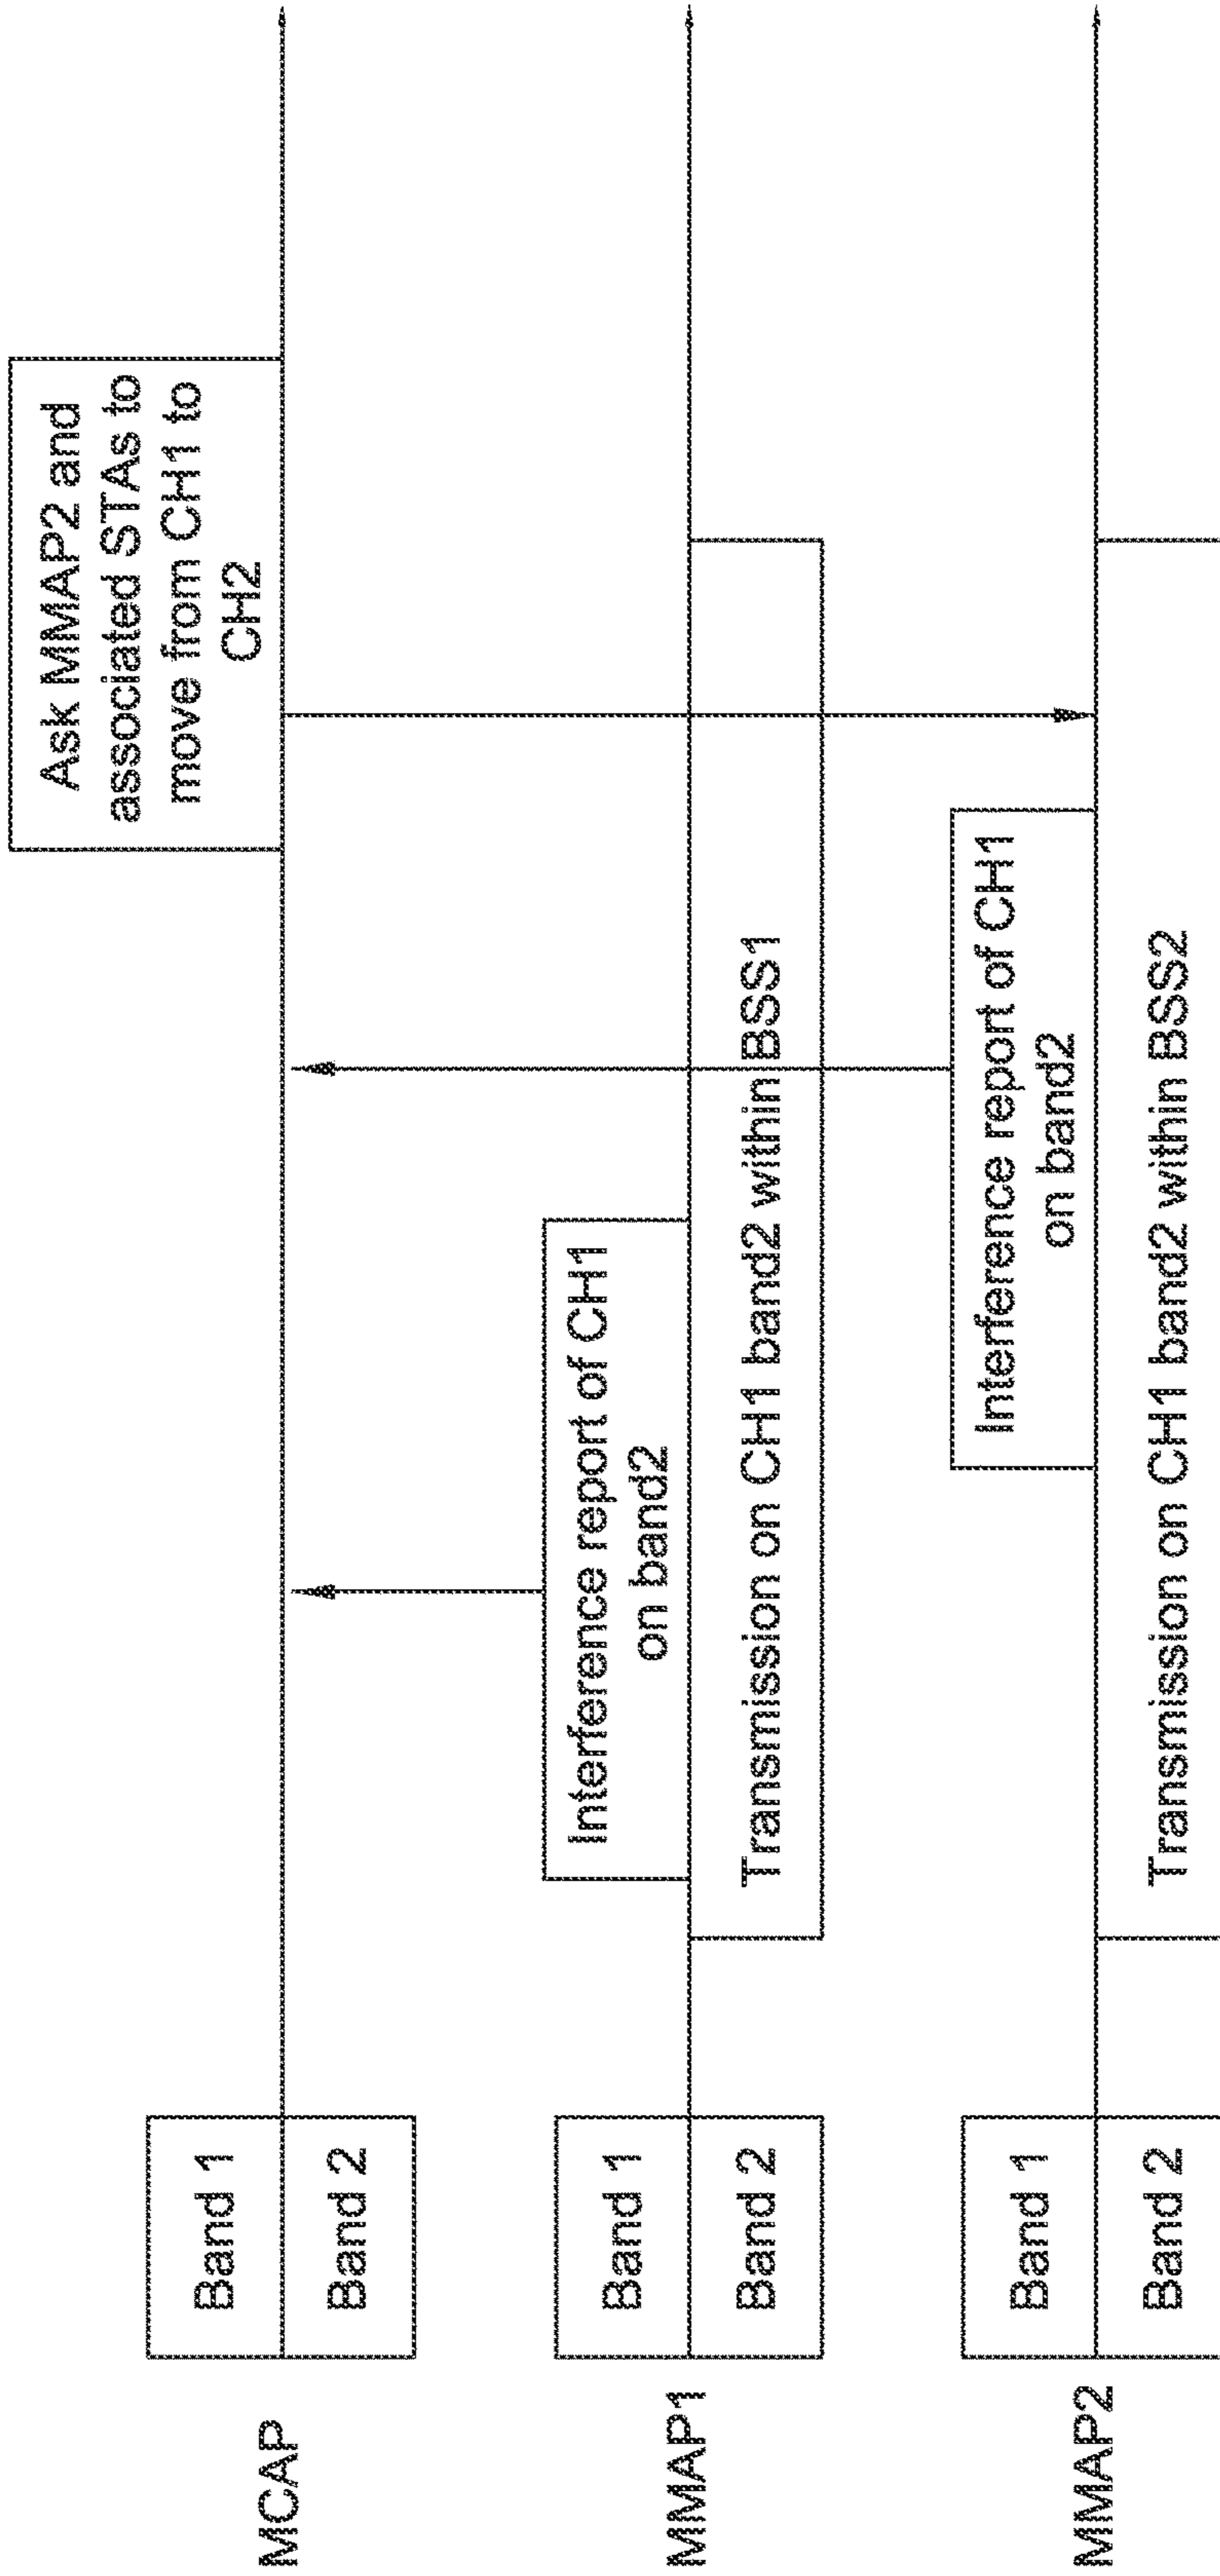 Ask MMAP2 and
associated STAs to
move from CH1 to
CH2
MCAP
Band 1
Band 2
Interference report of CH1
on band2
MMAP1
Band 1
Band 2
Transmission on CH1 band2 within BSS1
Interference report of CH1
on band2
MMAP2
Band 1
Band 2
Transmission on CH1 band2 within BSS2